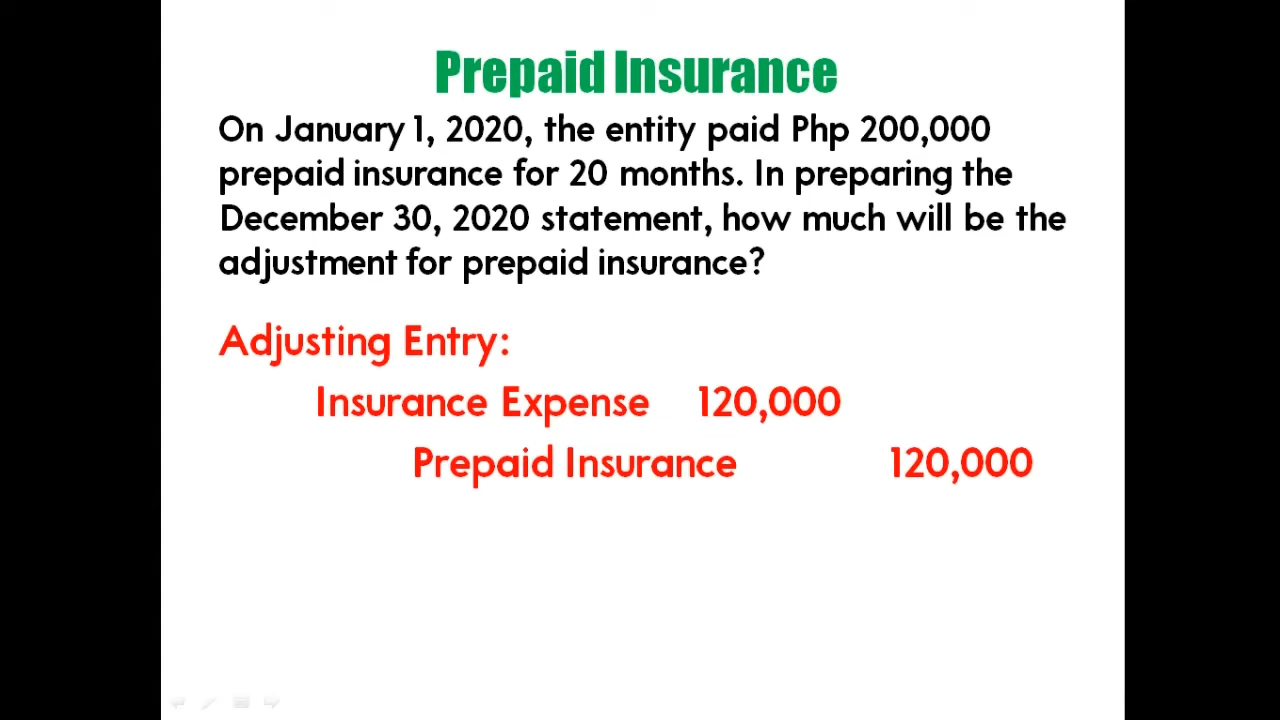 Prepaid Insurance
On January 1, 2020, the entity paid Php 200,000
prepaid insurance for 20 months. In preparing the
December 30, 2020 statement, how much will be the
adjustment for prepaid insurance?
Adjusting Entry:
Insurance Expense 120,000
Prepaid Insurance 120,000